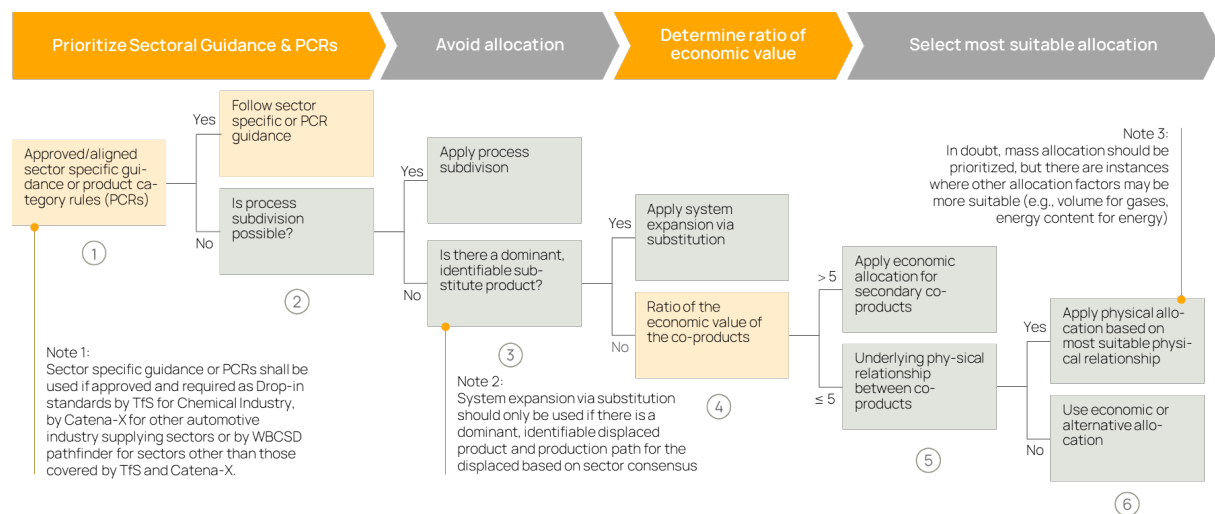 Prioritize Sectoral Guidance & PCRs
Avoid allocation
Determine ratio of
economic value
Select most suitable allocation
Approved/aligned
sector specific gui-
dance or product ca-
tegory rules (PCRs)
1
Yes
Follow sector
specific or PCR
guidance
No
Is process
subdivision
possible?
2
Yes
Apply process
subdivison
No
Is there a dominant,
identifiable sub-
stitute product?
3
Yes
Apply system
expansion via
substitution
No
Ratio of the
economic value of
the co-products
4
> 5
Apply economic
allocation for
secondary co-
products
≤ 5
Underlying phy-sical
relationship
between co-
products
5
Yes
Apply physical allo-
cation based on
most suitable physi-
cal relationship
No
Use economic or
alternative allo-
cation
6
Note 1:
Sector specific guidance or PCRs shall be
used if approved and required as Drop-in
standards by TfS for Chemical Industry,
by Catena-X for other automotive
industry supplying sectors or by WBCSD
pathfinder for sectors other than those
covered by TfS and Catena-X.
Note 2:
System expansion via substitution
should only be used if there is a
dominant, identifiable displaced
product and production path for the
displaced based on sector consensus
Note 3:
In doubt, mass allocation should be
prioritized, but there are instances
where other allocation factors may be
more suitable (e.g., volume for gases,
energy content for energy)